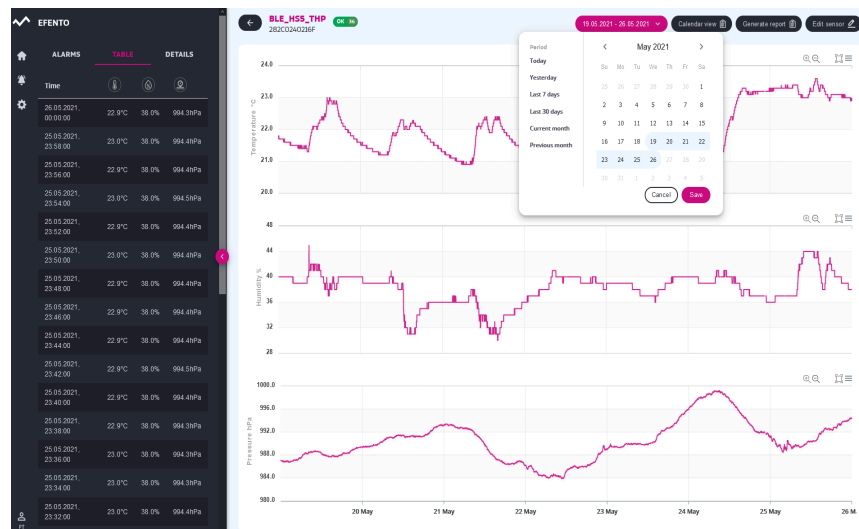 EFENTO
ALARMS TABLE DETAILS
Time
26.05.2021, 00:00:00 22.9°C 38.0% 994.3hPa
25.05.2021, 23:58:00 23.0°C 38.0% 994.4hPa
25.05.2021, 23:56:00 22.9°C 38.0% 994.4hPa
25.05.2021, 23:54:00 23.0°C 38.0% 994.5hPa
25.05.2021, 23:52:00 22.9°C 38.0% 994.4hPa
25.05.2021, 23:50:00 23.0°C 38.0% 994.4hPa
25.05.2021, 23:48:00 22.9°C 38.0% 994.4hPa
25.05.2021, 23:46:00 22.9°C 38.0% 994.4hPa
25.05.2021, 23:44:00 22.9°C 38.0% 994.4hPa
25.05.2021, 23:42:00 22.9°C 38.0% 994.5hPa
25.05.2021, 23:40:00 22.9°C 38.0% 994.4hPa
25.05.2021, 23:38:00 22.9°C 38.0% 994.3hPa
25.05.2021, 23:36:00 23.0°C 38.0% 994.3hPa
25.05.2021, 23:34:00 23.0°C 38.0% 994.3hPa
25.05.2021, 23:32:00 23.0°C 38.0% 994.4hPa
PT
BLE_HSS_THP OK 36
282C0240216F
19.05.2021 - 26.05.2021 Calendar view Generate report Edit sensor
Period
Today
Yesterday
Last 7 days
Last 30 days
Current month
Previous month
May 2021
Su Mo Tu We Th Fr Sa
25 26 27 28 29 30 1
2 3 4 5 6 7 8
9 10 11 12 13 14 15
16 17 18 19 20 21 22
23 24 25 26 27 28 29
30 31 1 2 3 4 5
Cancel Save
Temperature °C
24.0
23.0
22.0
21.0
20.0
Humidity %
48
44
40
36
32
28
Pressure hPa
1000.0
996.0
992.0
988.0
984.0
980.0
20 May 21 May 22 May 23 May 24 May 25 May 26 M